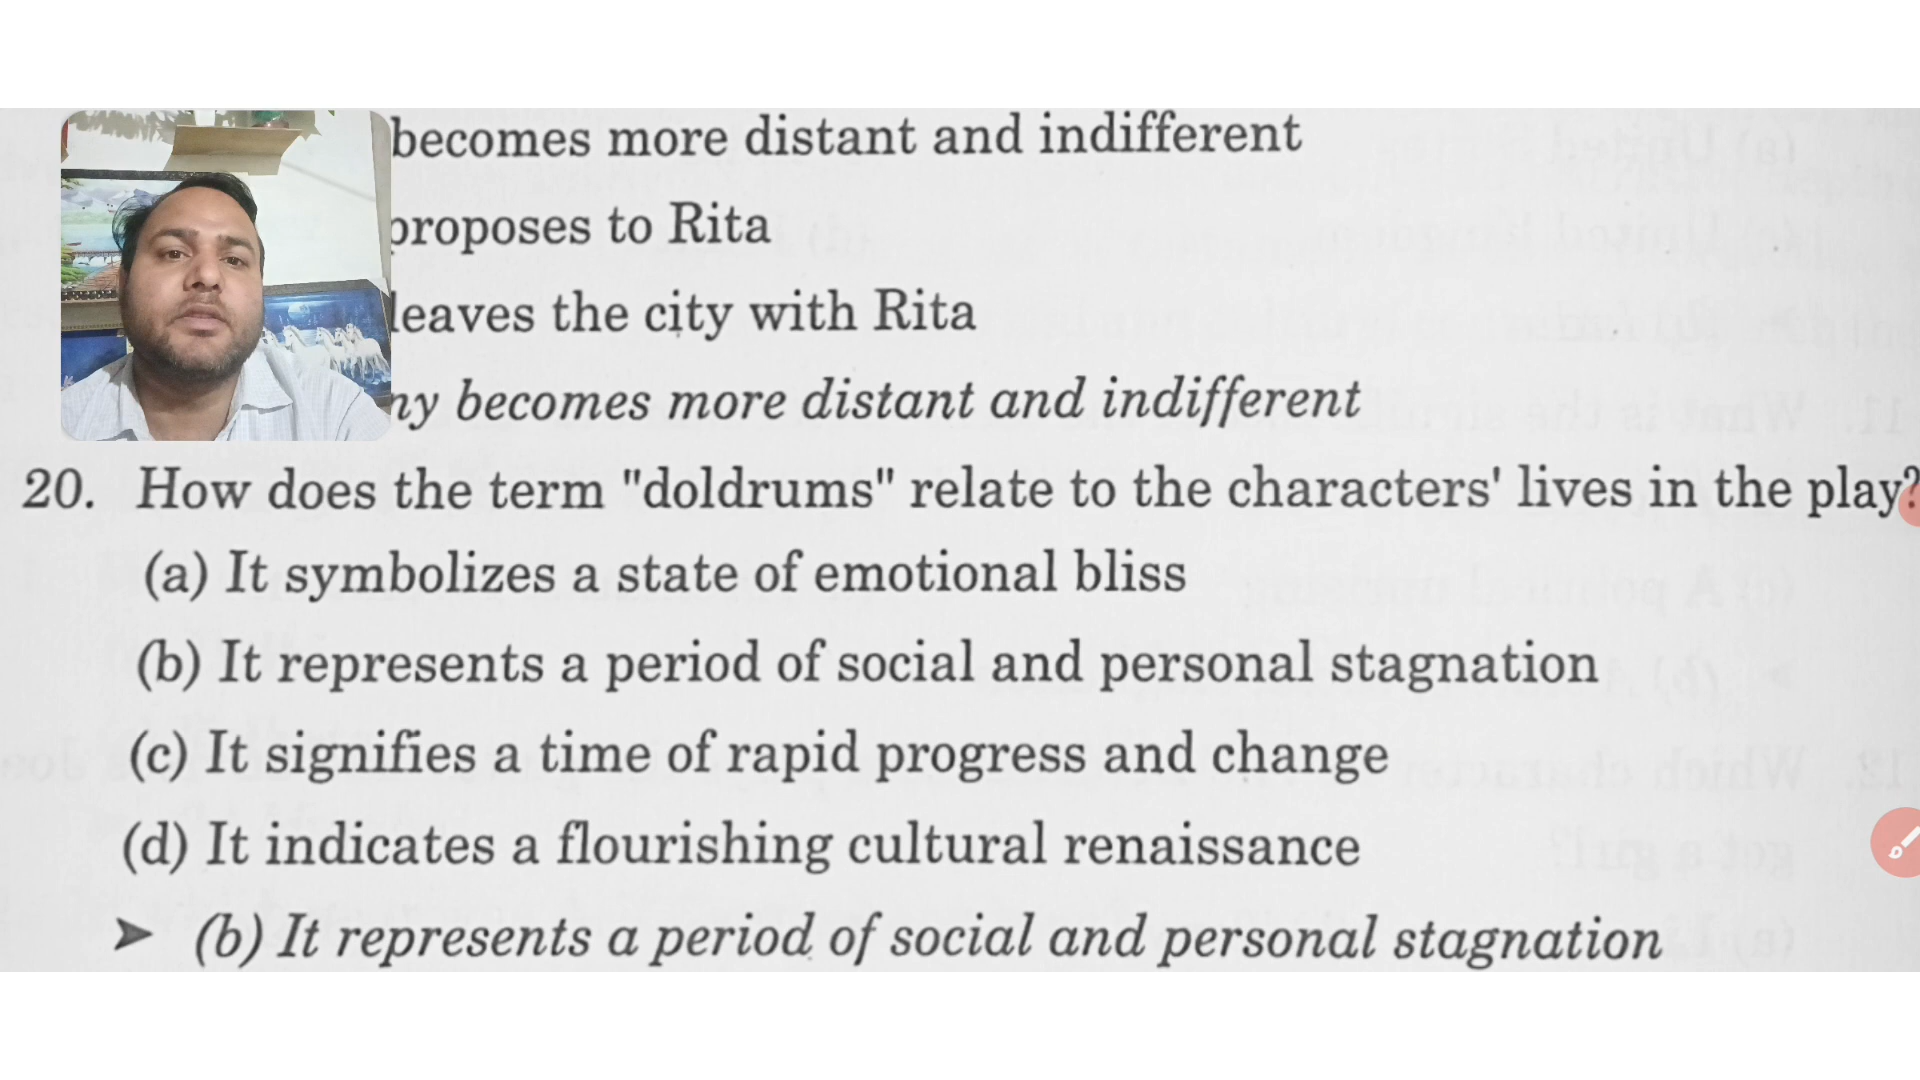 becomes more distant and indifferent
proposes to Rita
leaves the city with Rita
ny becomes more distant and indifferent
20. How does the term "doldrums" relate to the characters' lives in the play?
(a) It symbolizes a state of emotional bliss
(b) It represents a period of social and personal stagnation
(c) It signifies a time of rapid progress and change
(d) It indicates a flourishing cultural renaissance
➤ (b) It represents a period of social and personal stagnation